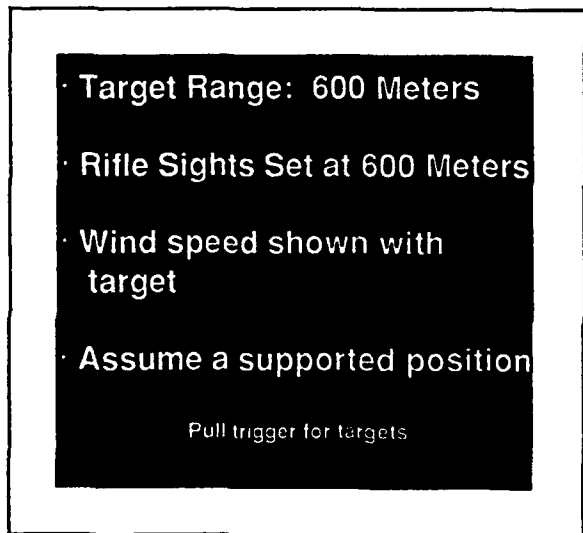 · Target Range: 600 Meters
· Rifle Sights Set at 600 Meters
· Wind speed shown with
target
· Assume a supported position
Pull trigger for targets